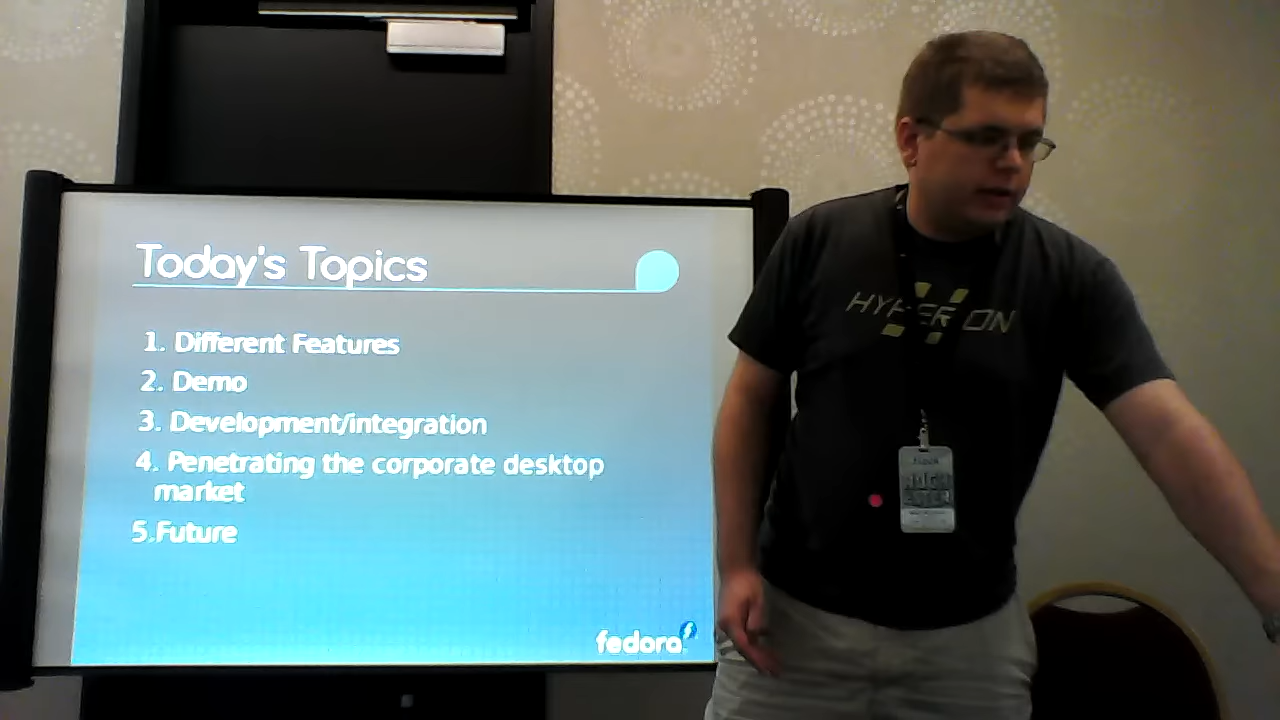 Today's Topics
1. Different Features
2. Demo
3. Development/integration
4. Penetrating the corporate desktop
market
5.Future
fedora
HYPERION